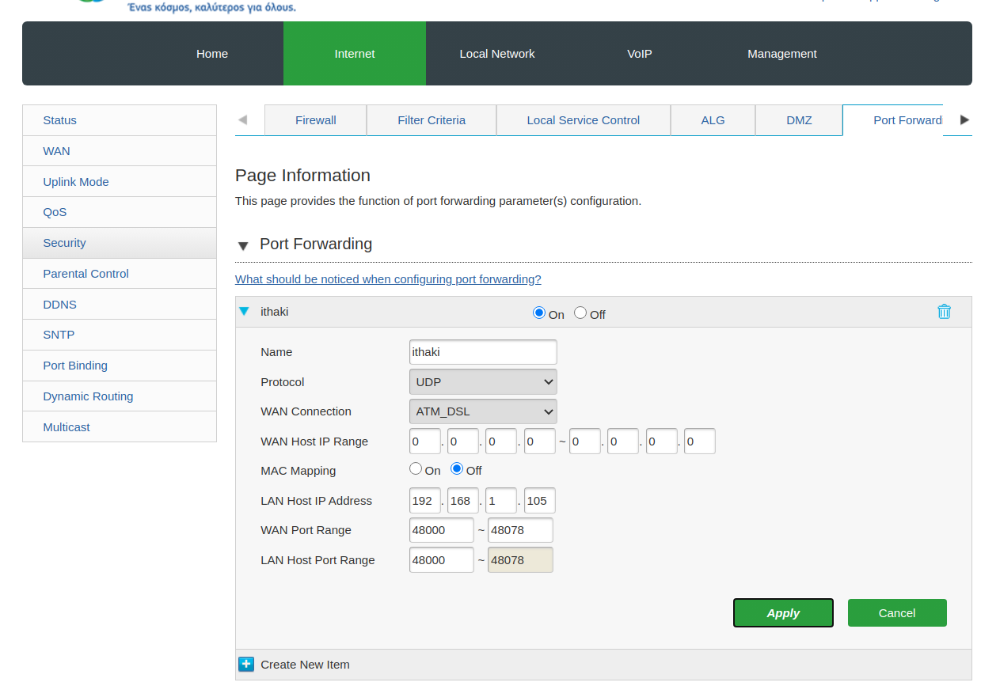 Ένας κόσμος, καλύτερος για όλους.
Home Internet Local Network VoIP Management
Status
WAN
Uplink Mode
QoS
Security
Parental Control
DDNS
SNTP
Port Binding
Dynamic Routing
Multicast
Firewall Filter Criteria Local Service Control ALG DMZ Port Forwardi
Page Information
This page provides the function of port forwarding parameter(s) configuration.
Port Forwarding
What should be noticed when configuring port forwarding?
ithaki On Off
Name ithaki
Protocol UDP
WAN Connection ATM_DSL
WAN Host IP Range 0 . 0 . 0 . 0 ~ 0 . 0 . 0 . 0
MAC Mapping On Off
LAN Host IP Address 192 . 168 . 1 . 105
WAN Port Range 48000 ~ 48078
LAN Host Port Range 48000 ~ 48078
Apply Cancel
Create New Item